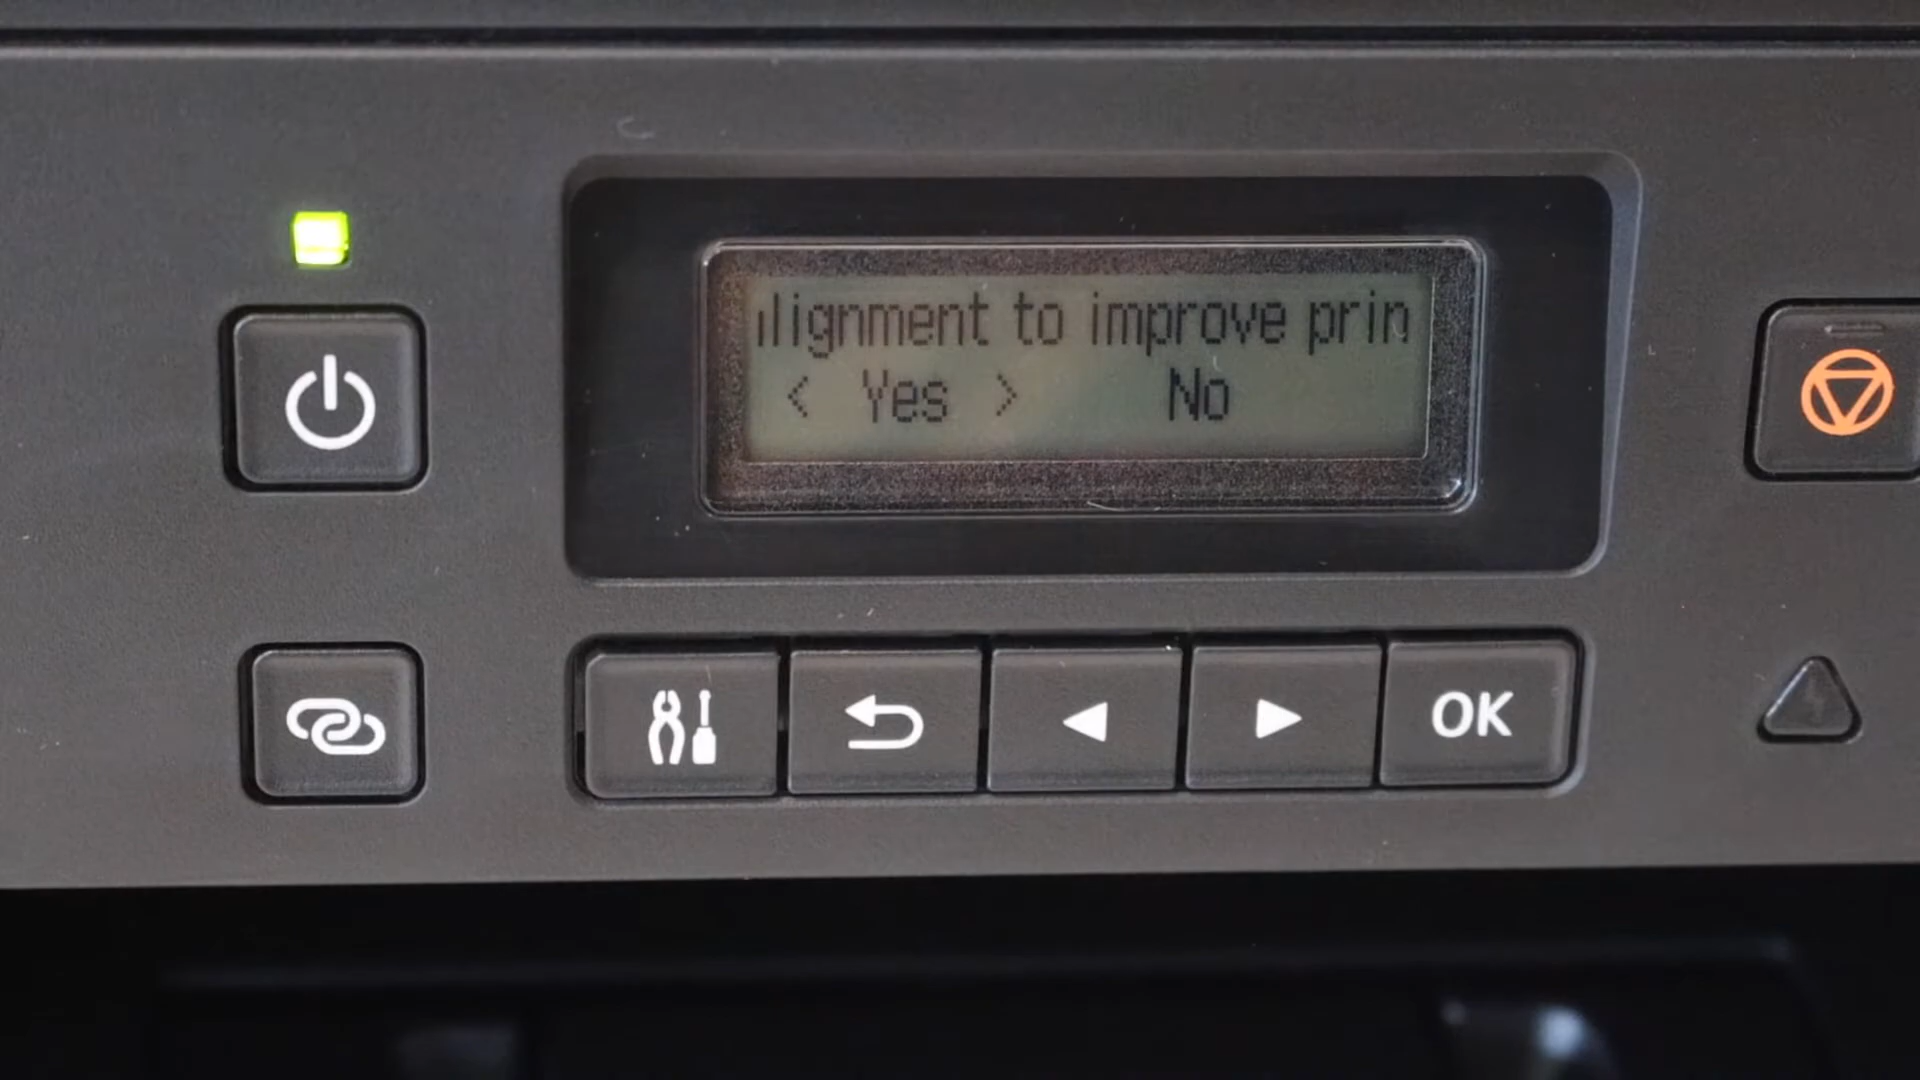 lignment to improve prin
< Yes > No
OK